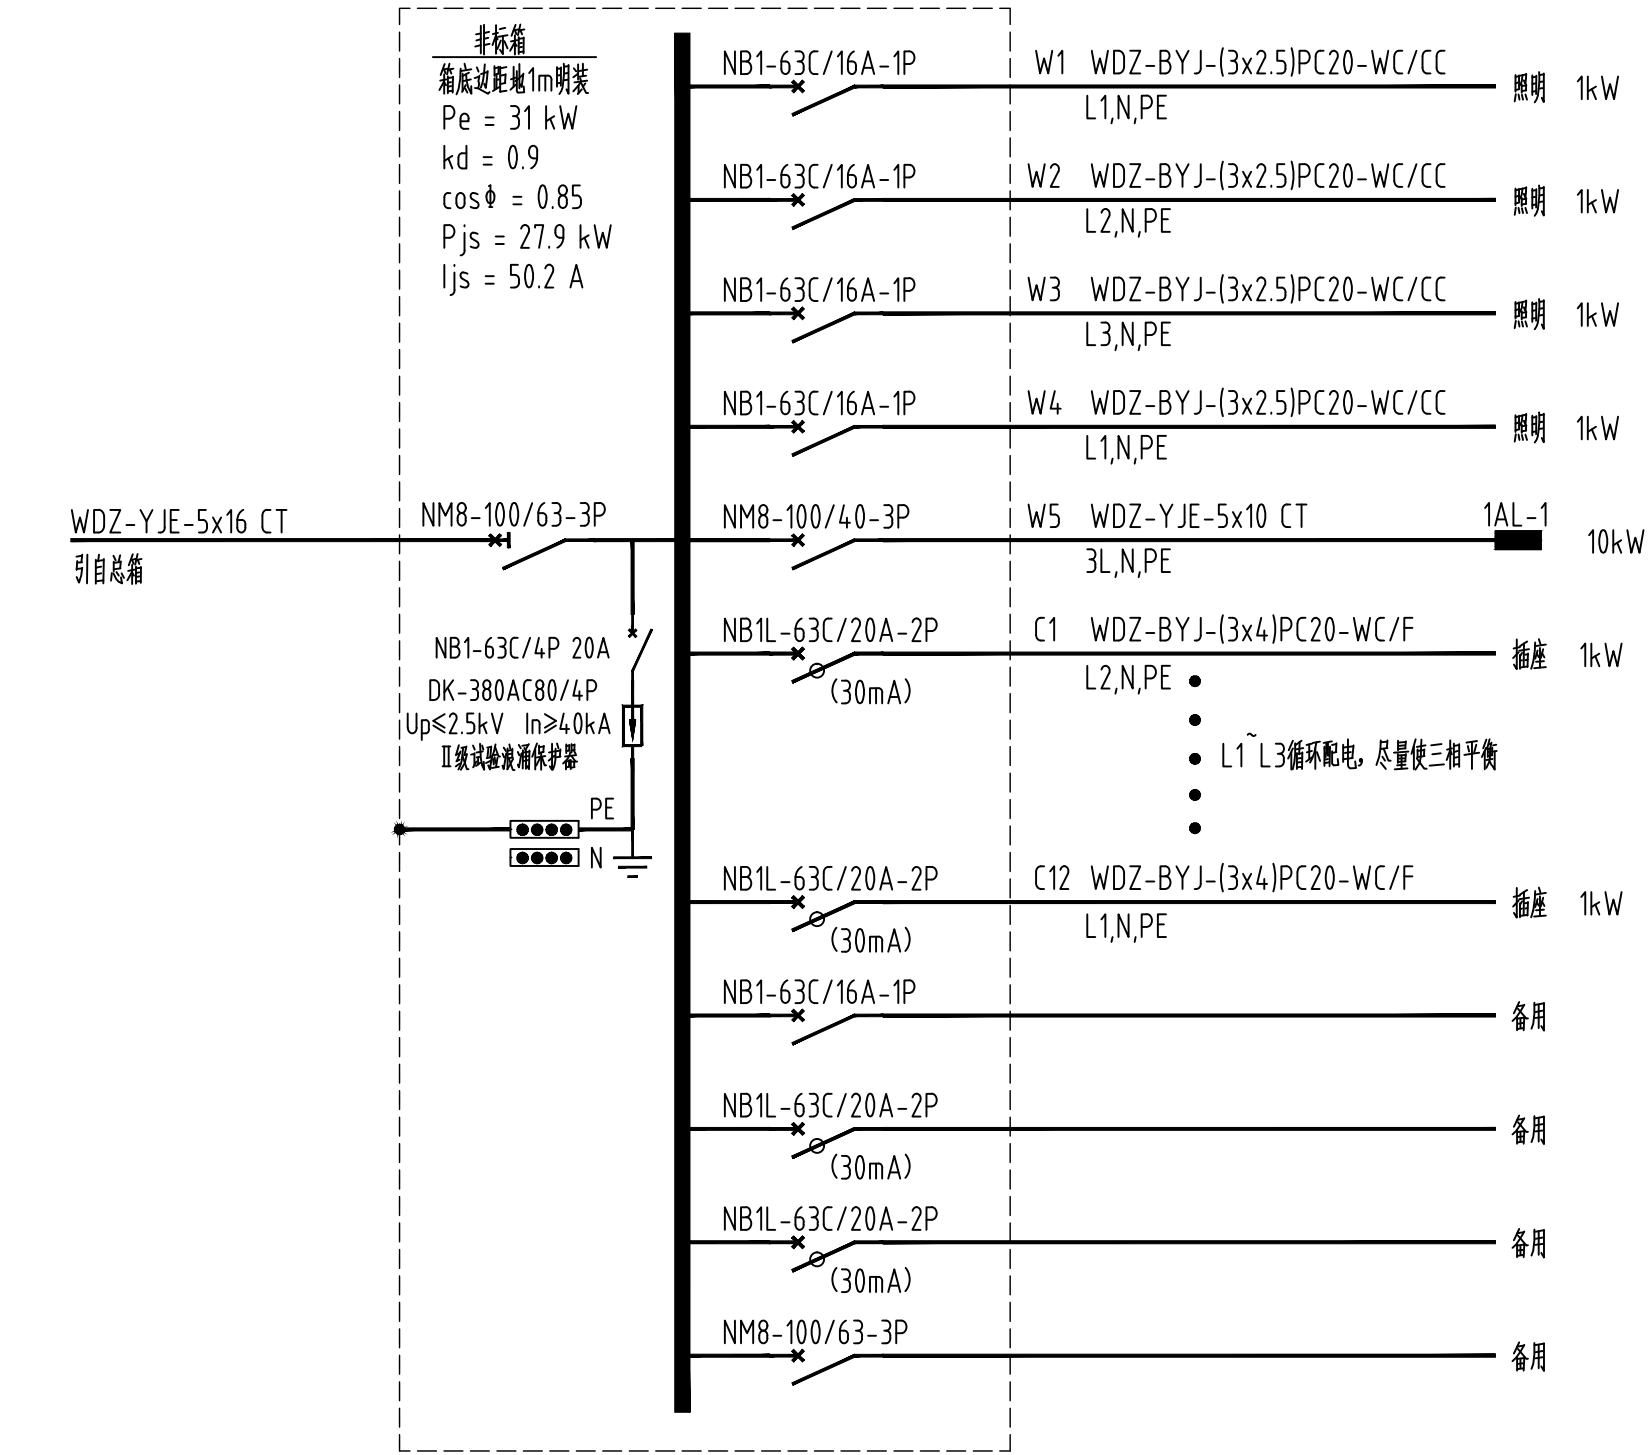 非标箱
箱底边距地1m明装
Pe = 31 kW
kd = 0.9
cosΦ = 0.85
Pjs = 27.9 kW
Ijs = 50.2 A
WDZ-YJE-5x16 CT
引自总箱
NM8-100/63-3P
NB1-63C/4P 20A
DK-380AC80/4P
Up≤2.5kV In≥40kA
II级试验浪涌保护器
PE
N
NB1-63C/16A-1P W1 WDZ-BYJ-(3x2.5)PC20-WC/CC
L1,N,PE
照明 1kW
NB1-63C/16A-1P W2 WDZ-BYJ-(3x2.5)PC20-WC/CC
L2,N,PE
照明 1kW
NB1-63C/16A-1P W3 WDZ-BYJ-(3x2.5)PC20-WC/CC
L3,N,PE
照明 1kW
NB1-63C/16A-1P W4 WDZ-BYJ-(3x2.5)PC20-WC/CC
L1,N,PE
照明 1kW
NM8-100/40-3P W5 WDZ-YJE-5x10 CT 1AL-1
3L,N,PE
10kW
NB1L-63C/20A-2P C1 WDZ-BYJ-(3x4)PC20-WC/F
(30mA) L2,N,PE
插座 1kW
L1~L3循环配电，尽量使三相平衡
NB1L-63C/20A-2P C12 WDZ-BYJ-(3x4)PC20-WC/F
(30mA) L1,N,PE
插座 1kW
NB1-63C/16A-1P
备用
NB1L-63C/20A-2P
(30mA)
备用
NB1L-63C/20A-2P
(30mA)
备用
NM8-100/63-3P
备用